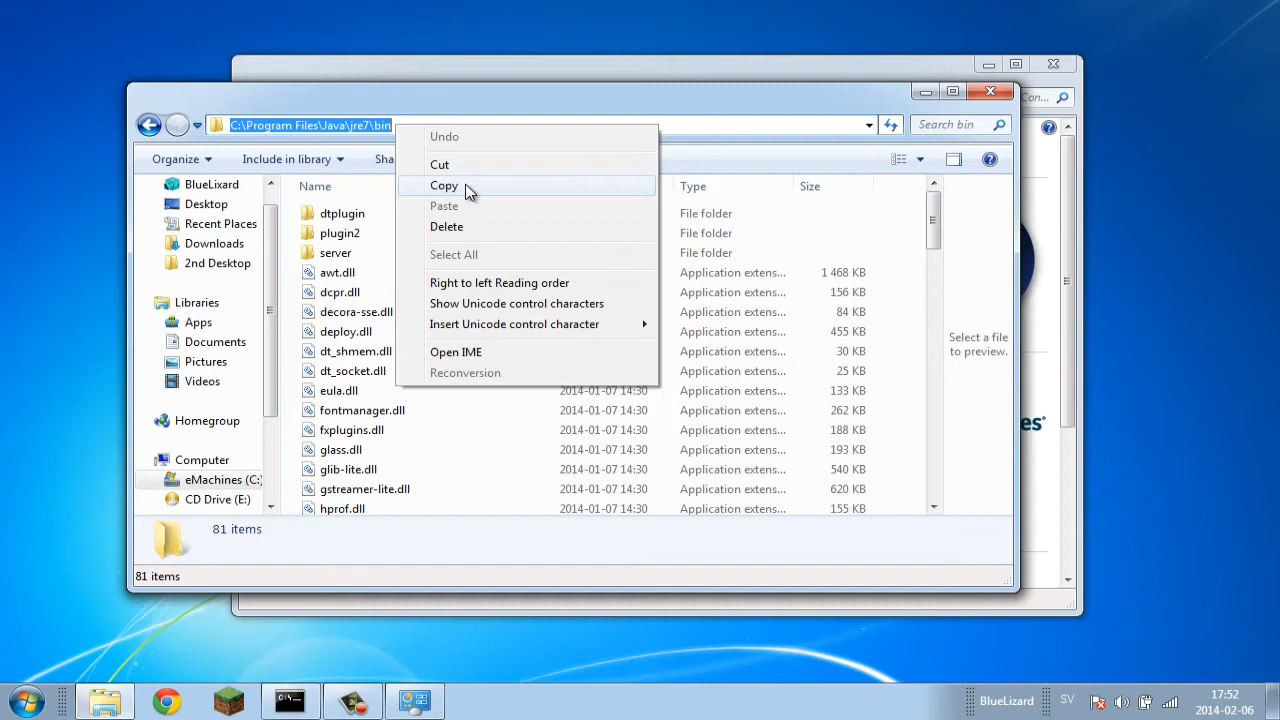 Con...
C:\Program Files\Java\jre7\bin
Search bin
Organize
Include in library
Sha
Undo
Cut
Copy
Paste
Delete
Select All
Right to left Reading order
Show Unicode control characters
Insert Unicode control character
Open IME
Reconversion
BlueLizard
Desktop
Recent Places
Downloads
2nd Desktop
Libraries
Apps
Documents
Pictures
Videos
Homegroup
Computer
eMachines (C:)
CD Drive (E:)
Name Type Size
dtplugin File folder
plugin2 File folder
server File folder
awt.dll Application extens... 1 468 KB
dcpr.dll Application extens... 156 KB
decora-sse.dll Application extens... 84 KB
deploy.dll Application extens... 455 KB
dt_shmem.dll Application extens... 30 KB
dt_socket.dll Application extens... 25 KB
eula.dll 2014-01-07 14:30 Application extens... 133 KB
fontmanager.dll 2014-01-07 14:30 Application extens... 262 KB
fxplugins.dll 2014-01-07 14:30 Application extens... 188 KB
glass.dll 2014-01-07 14:30 Application extens... 193 KB
glib-lite.dll 2014-01-07 14:30 Application extens... 540 KB
gstreamer-lite.dll 2014-01-07 14:30 Application extens... 620 KB
hprof.dll 2014-01-07 14:30 Application extens... 155 KB
Select a file
to preview.
es®
81 items
81 items
BlueLizard
SV
17:52
2014-02-06